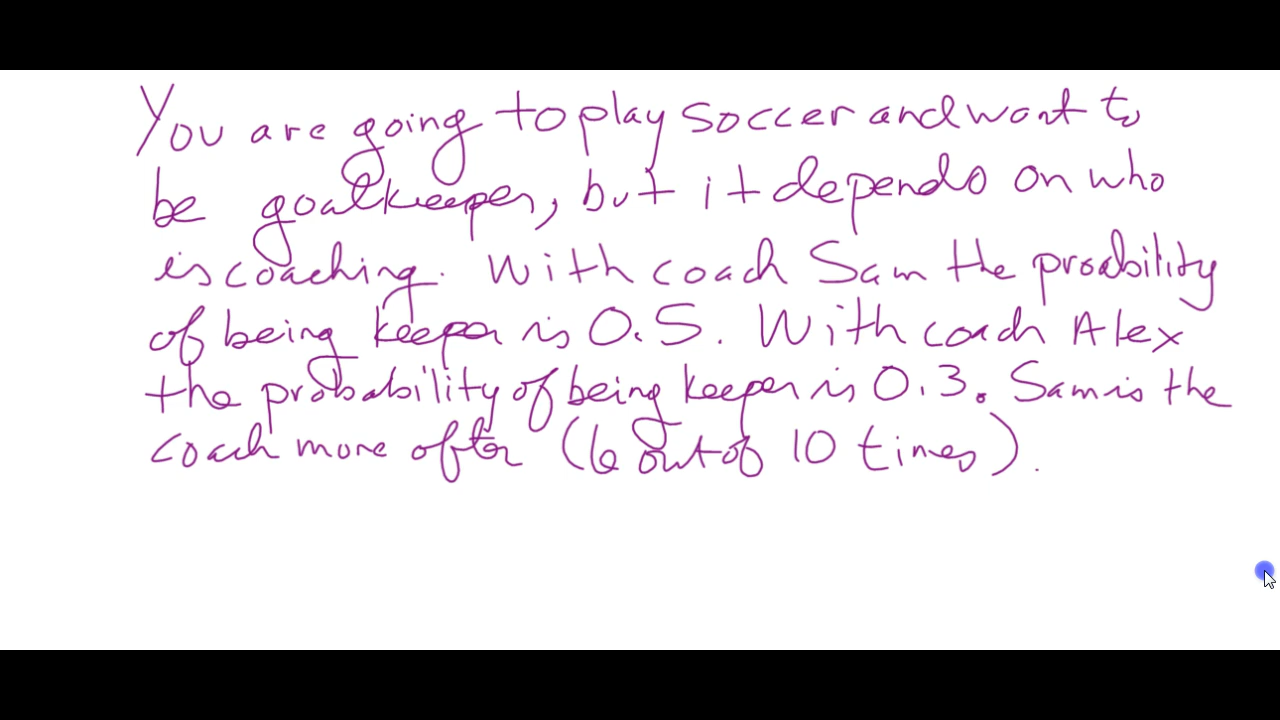 You are going to play soccer and want to
be goalkeeper, but it depends on who
is coaching. With coach Sam the probability
of being keeper is 0.5. With coach Alex
the probability of being keeper is 0.3. Sam is the
coach more often (6 out of 10 times).